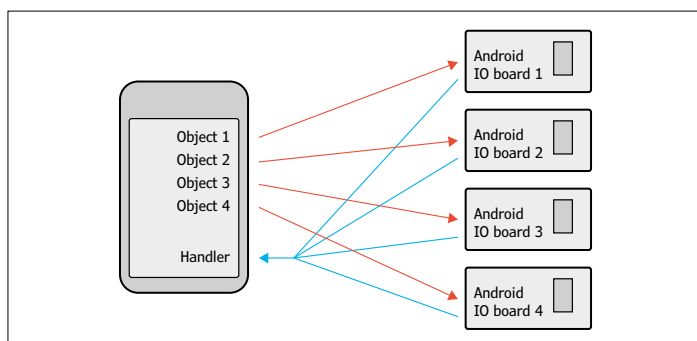 Object 1
Object 2
Object 3
Object 4
Handler
Android
IO board 1
Android
IO board 2
Android
IO board 3
Android
IO board 4